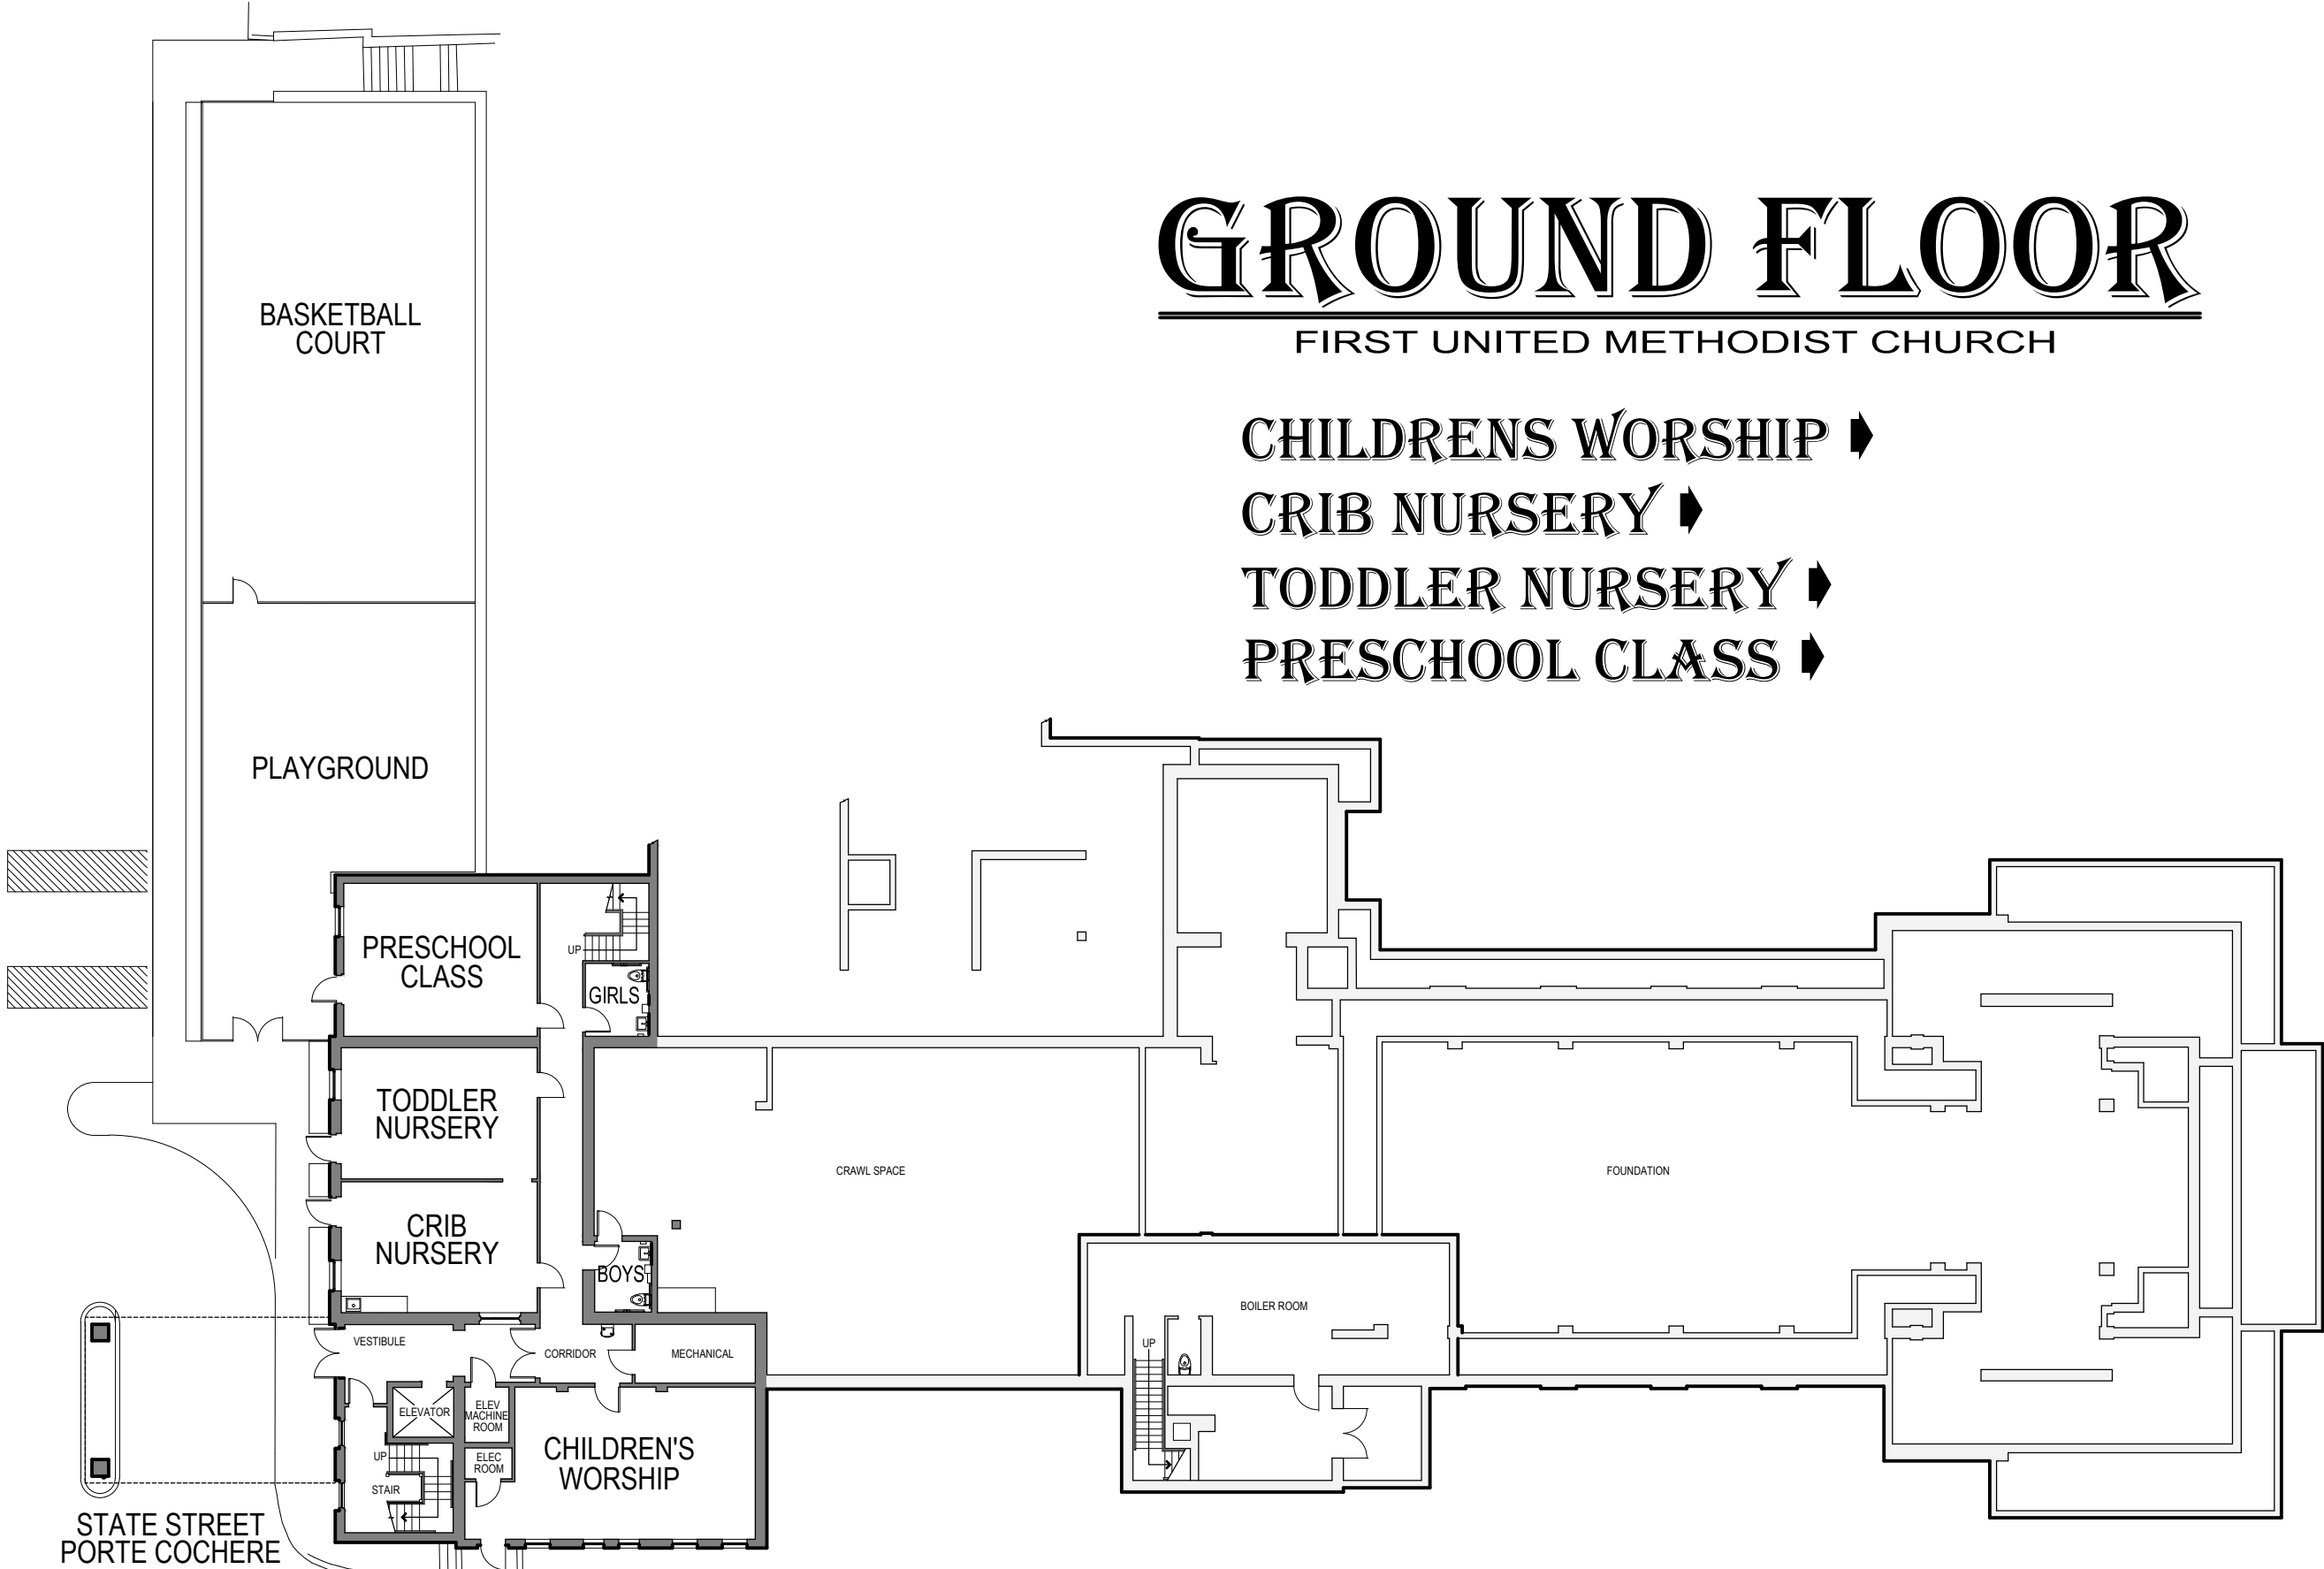 GROUND FLOOR
FIRST UNITED METHODIST CHURCH
CHILDRENS WORSHIP
CRIB NURSERY
TODDLER NURSERY
PRESCHOOL CLASS
BASKETBALL
COURT
PLAYGROUND
PRESCHOOL
CLASS
UP
GIRLS
TODDLER
NURSERY
CRAWL SPACE
FOUNDATION
CRIB
NURSERY
BOYS
BOILER ROOM
VESTIBULE
CORRIDOR
MECHANICAL
UP
ELEVATOR
ELEV
MACHINE
ROOM
CHILDREN'S
WORSHIP
UP
ELEC
ROOM
STAIR
STATE STREET
PORTE COCHERE